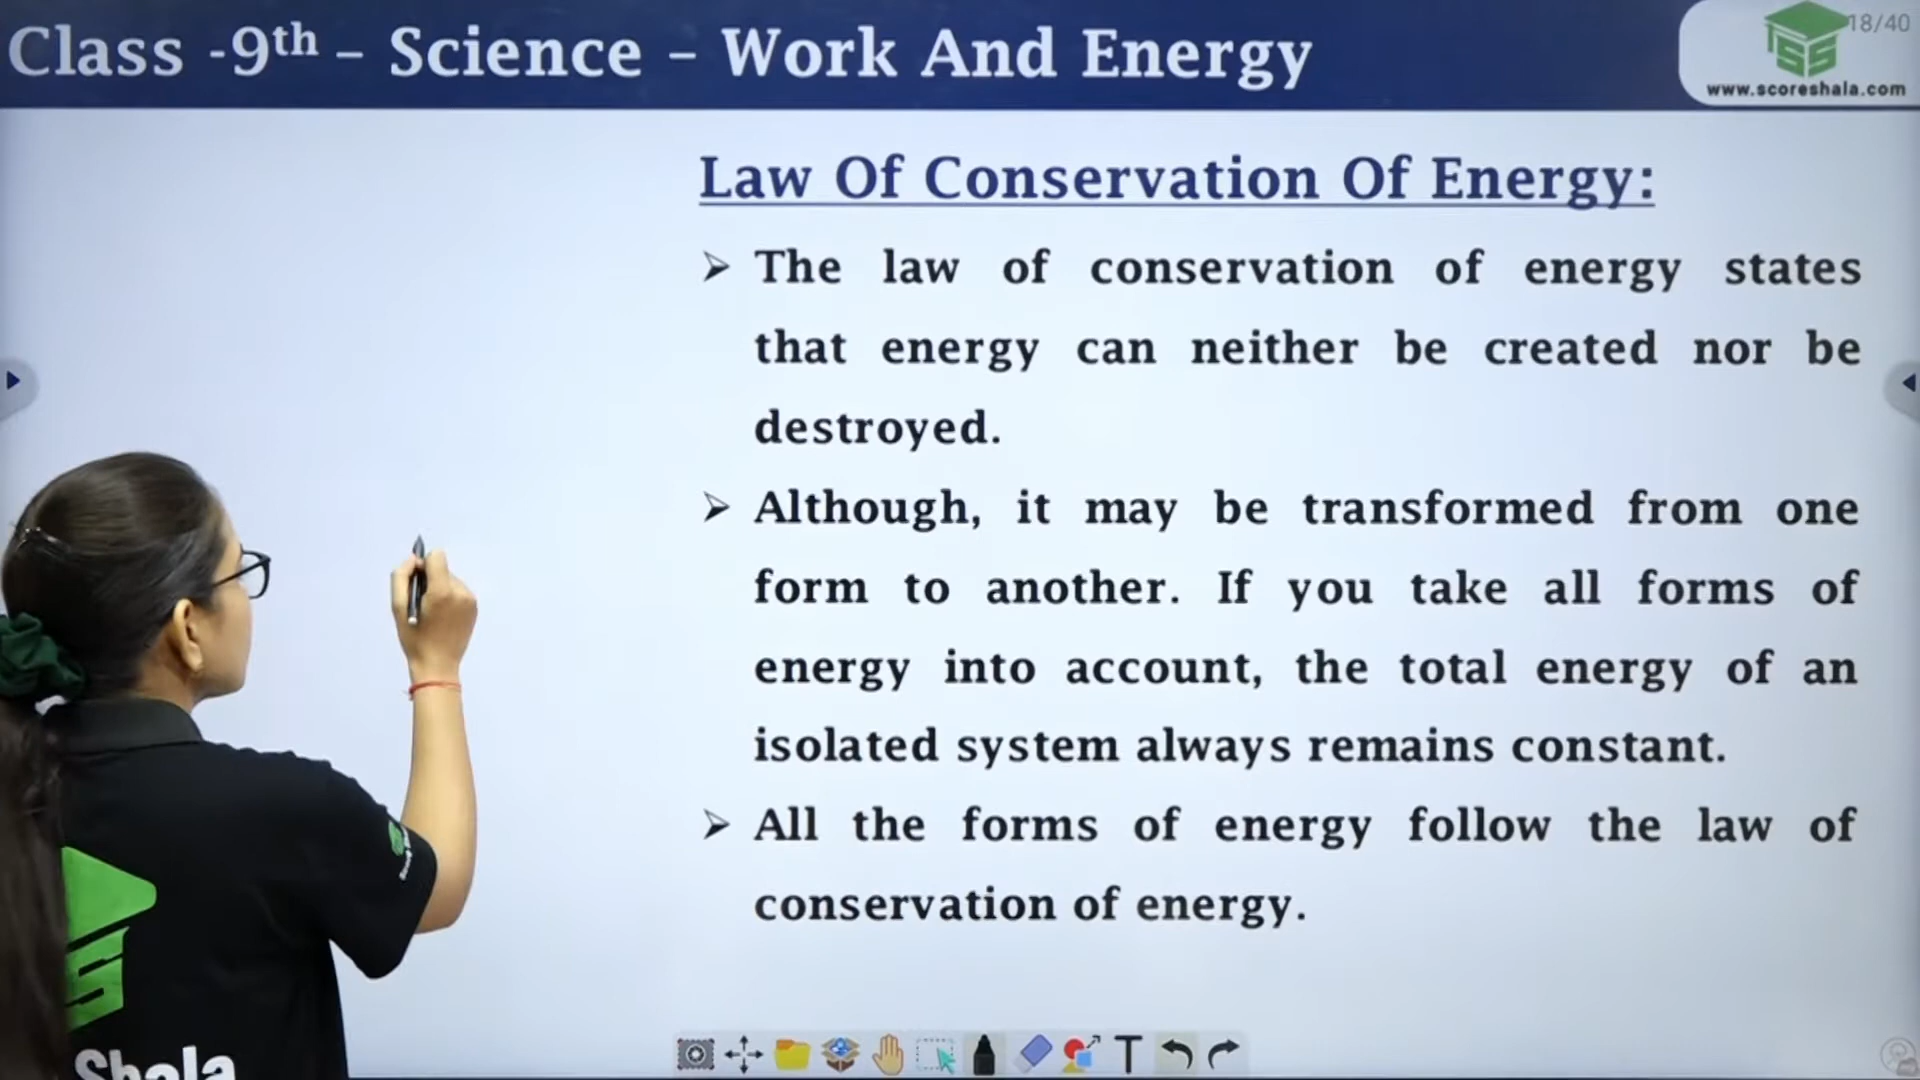 Class -9th – Science – Work And Energy
18/40
www.scoreshala.com
Law Of Conservation Of Energy:
➢ The law of conservation of energy states
that energy can neither be created nor be
destroyed.
➢ Although, it may be transformed from one
form to another. If you take all forms of
energy into account, the total energy of an
isolated system always remains constant.
➢ All the forms of energy follow the law of
conservation of energy.
Shala
T